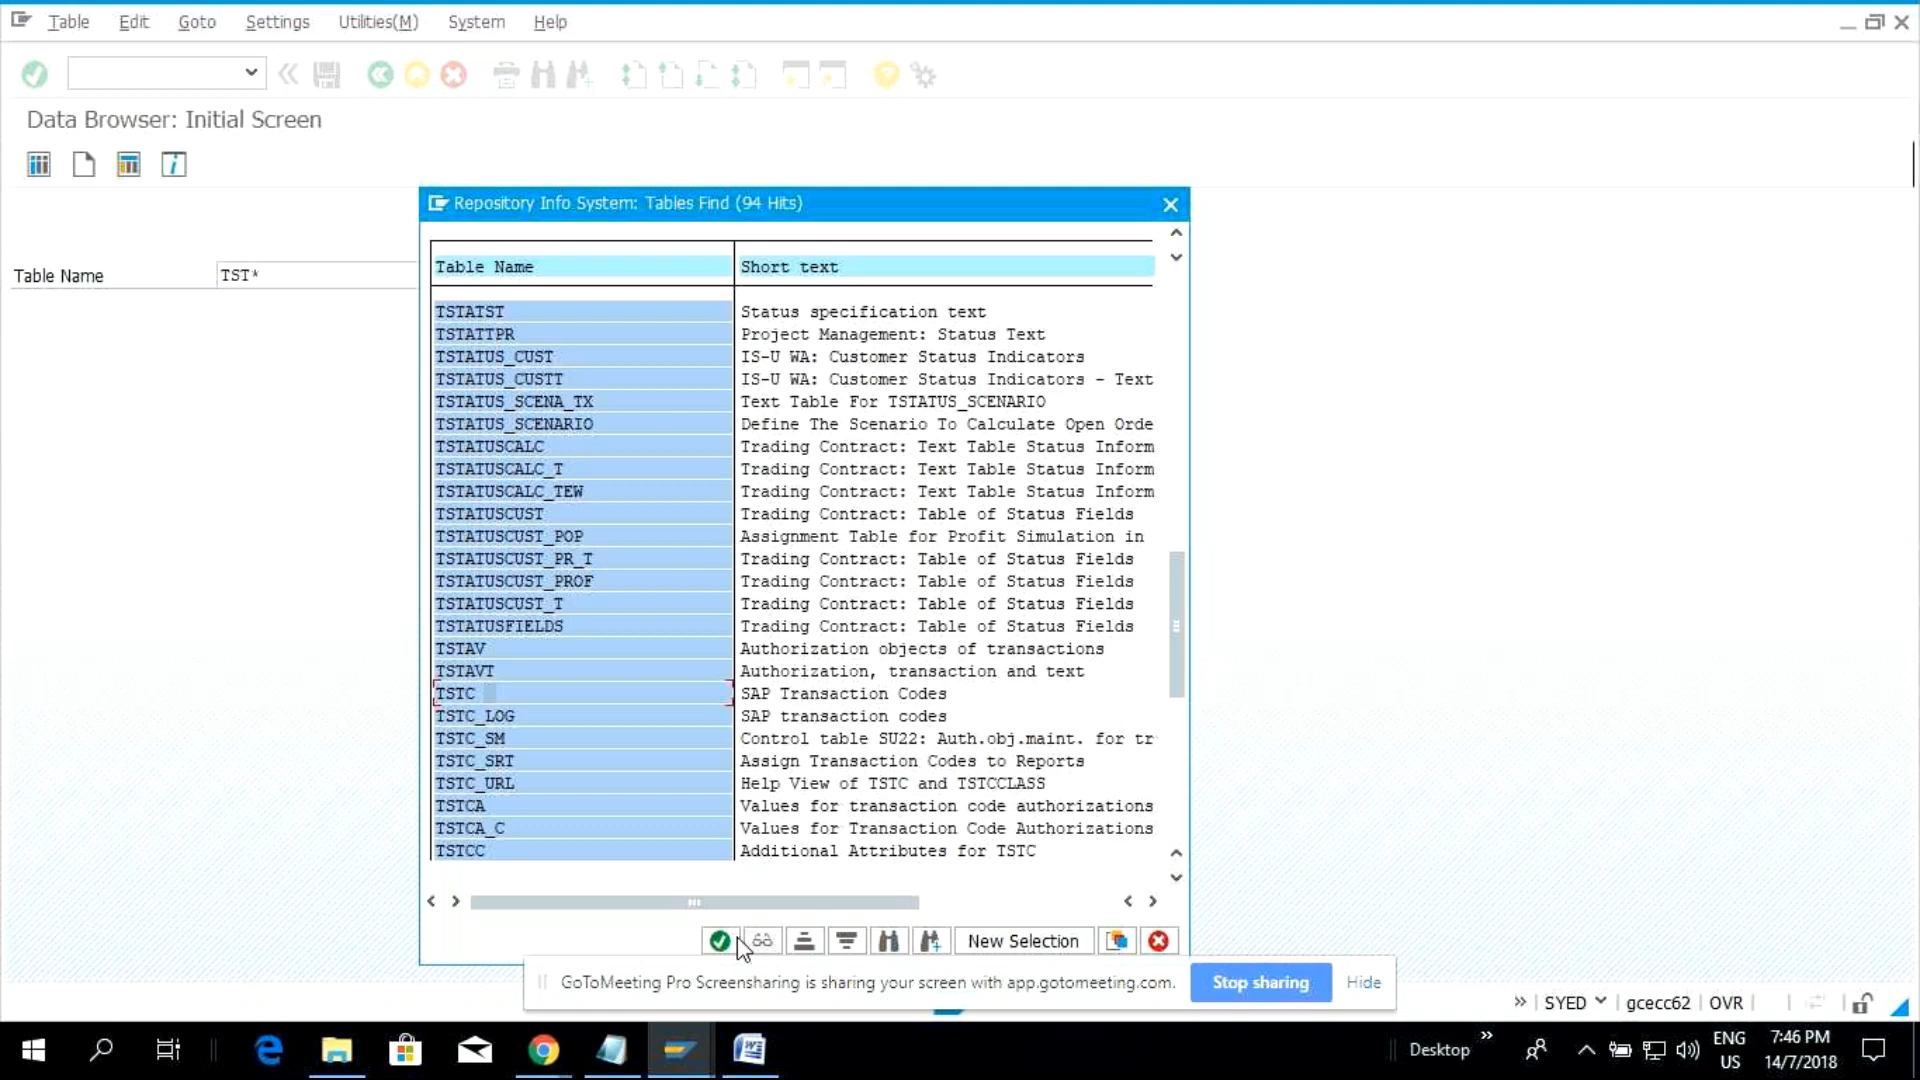 Table Edit Goto Settings Utilities(M) System Help
Data Browser: Initial Screen
Repository Info System: Tables Find (94 Hits)
Table Name TST*
Table Name Short text
TSTATST Status specification text
TSTATTPR Project Management: Status Text
TSTATUS_CUST IS-U WA: Customer Status Indicators
TSTATUS_CUSTT IS-U WA: Customer Status Indicators - Text
TSTATUS_SCENA_TX Text Table For TSTATUS_SCENARIO
TSTATUS_SCENARIO Define The Scenario To Calculate Open Orde
TSTATUSCALC Trading Contract: Text Table Status Inform
TSTATUSCALC_T Trading Contract: Text Table Status Inform
TSTATUSCALC_TEW Trading Contract: Text Table Status Inform
TSTATUSCUST Trading Contract: Table of Status Fields
TSTATUSCUST_POP Assignment Table for Profit Simulation in
TSTATUSCUST_PR_T Trading Contract: Table of Status Fields
TSTATUSCUST_PROF Trading Contract: Table of Status Fields
TSTATUSCUST_T Trading Contract: Table of Status Fields
TSTATUSFIELDS Trading Contract: Table of Status Fields
TSTAV Authorization objects of transactions
TSTAVT Authorization, transaction and text
TSTC SAP Transaction Codes
TSTC_LOG SAP transaction codes
TSTC_SM Control table SU22: Auth.obj.maint. for tr
TSTC_SRT Assign Transaction Codes to Reports
TSTC_URL Help View of TSTC and TSTCCLASS
TSTCA Values for transaction code authorizations
TSTCA_C Values for Transaction Code Authorizations
TSTCC Additional Attributes for TSTC
New Selection
GoToMeeting Pro Screensharing is sharing your screen with app.gotomeeting.com. Stop sharing Hide
SYED gcecc62 OVR
Desktop ENG 7:46 PM
US 14/7/2018